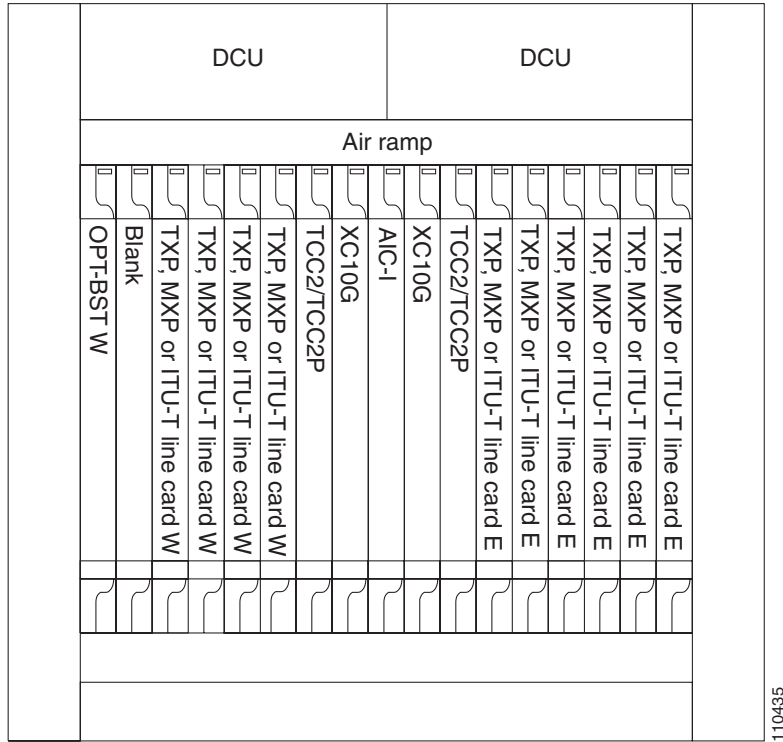 DCU
DCU
Air ramp
OPT-BST W
Blank
TXP, MXP or ITU-T line card W
TXP, MXP or ITU-T line card W
TXP, MXP or ITU-T line card W
TXP, MXP or ITU-T line card W
TCC2/TCC2P
XC10G
AIC-I
XC10G
TCC2/TCC2P
TXP, MXP or ITU-T line card E
TXP, MXP or ITU-T line card E
TXP, MXP or ITU-T line card E
TXP, MXP or ITU-T line card E
TXP, MXP or ITU-T line card E
TXP, MXP or ITU-T line card E
110435